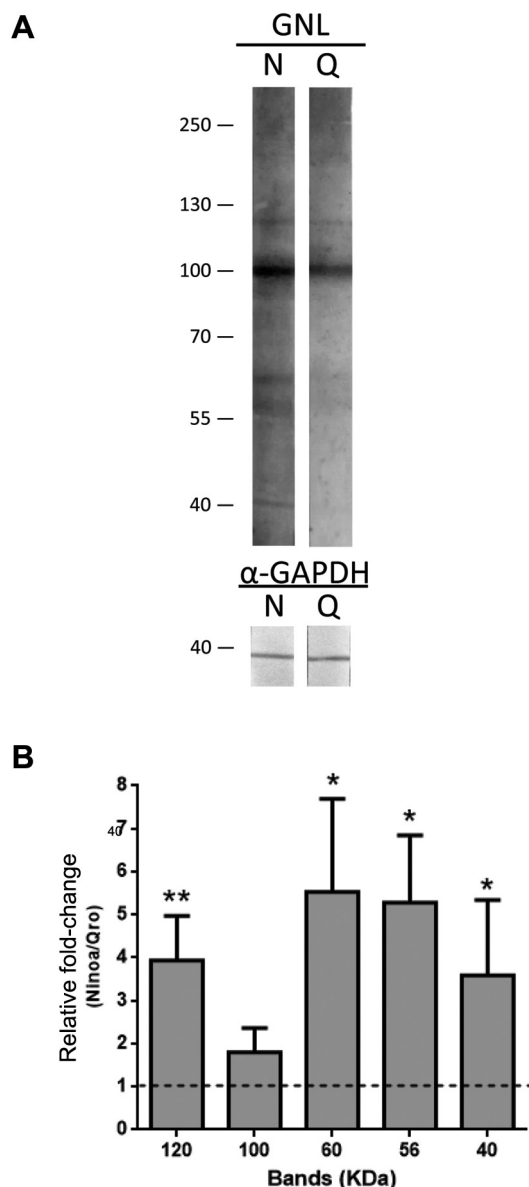 A
GNL
N Q
250 —
130 —
100 —
70 —
55 —
40 —
α-GAPDH
N Q
40 —
B
Relative fold-change
(Ninoa/Qro)
8
7
40
6
5
4
3
2
1
0
**
*
*
*
120 100 60 56 40
Bands (KDa)